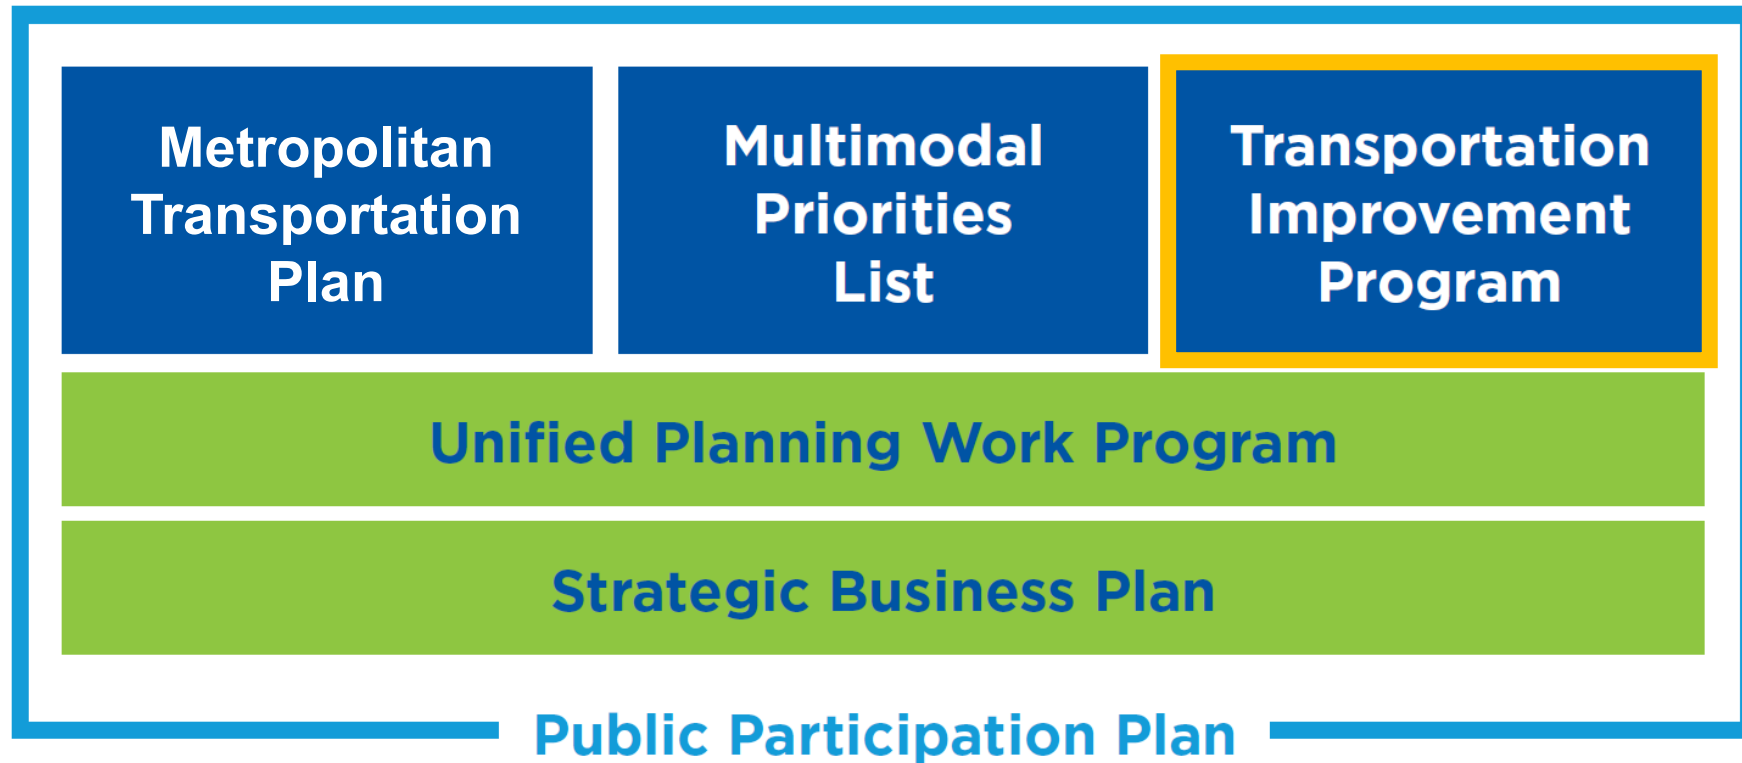 Metropolitan
Transportation
Plan
Multimodal
Priorities
List
Transportation
Improvement
Program
Unified Planning Work Program
Strategic Business Plan
Public Participation Plan